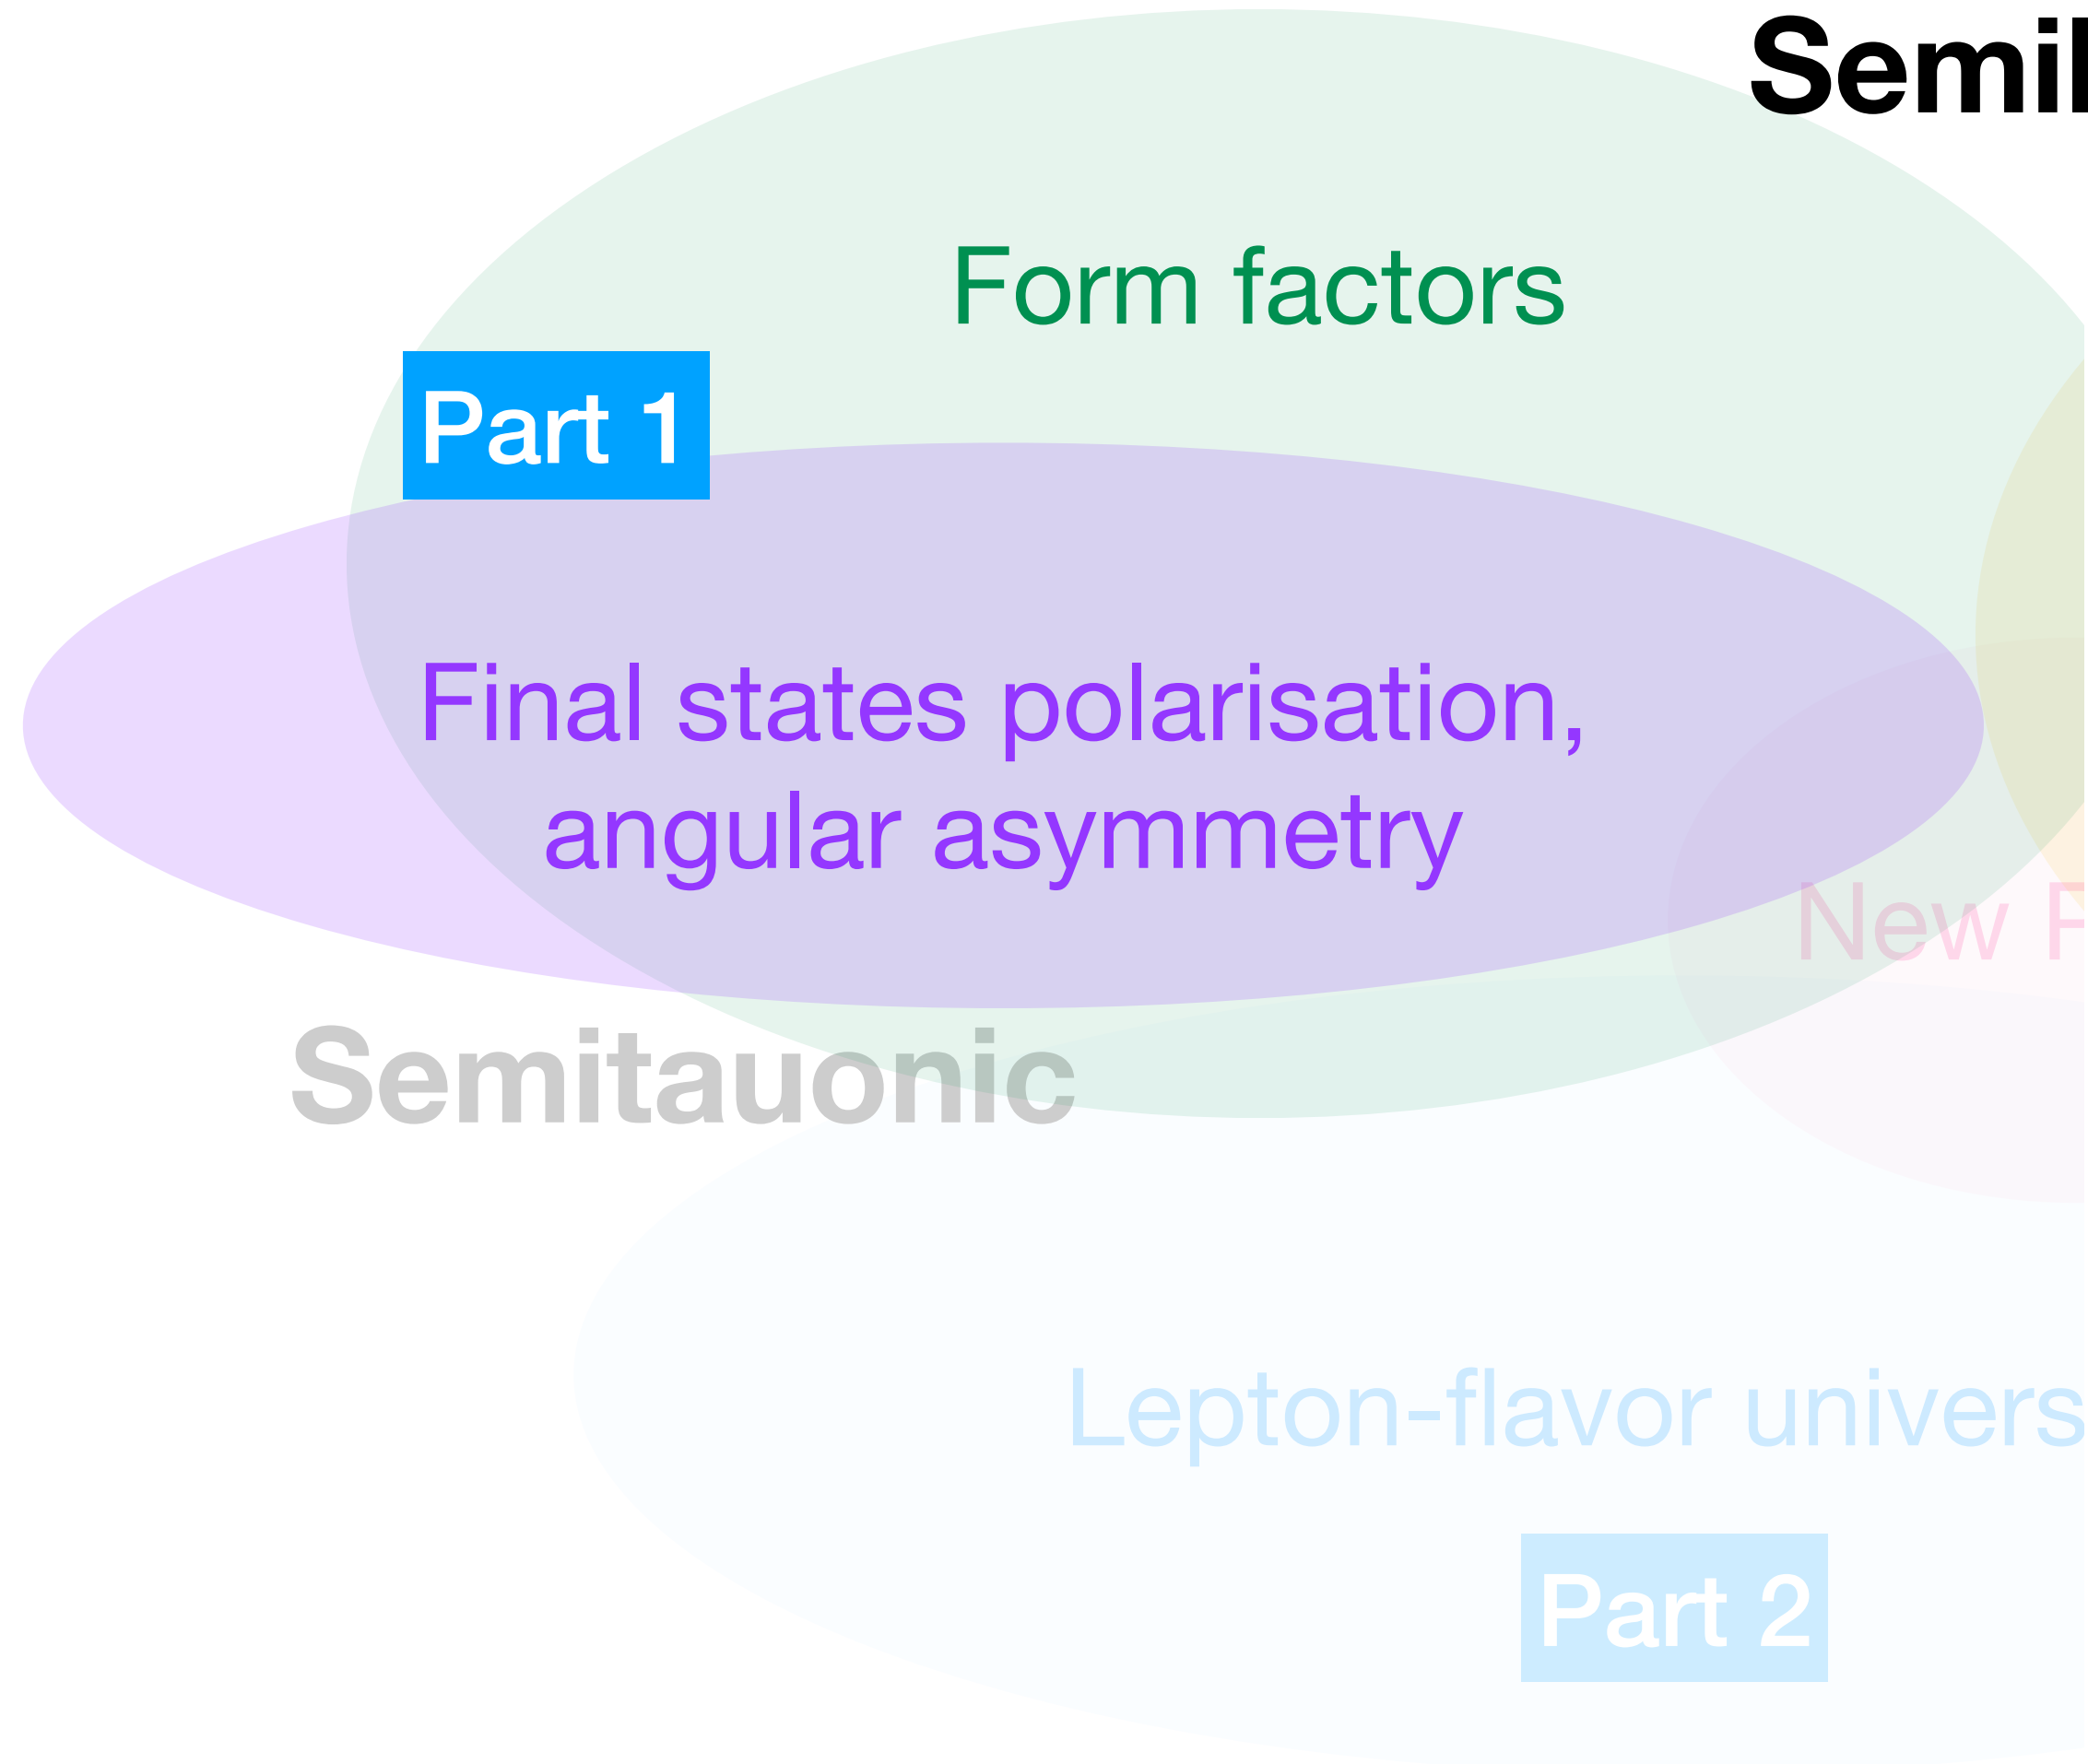 Semil
Form factors
Part 1
Final states polarisation,
angular asymmetry
New
Semitauonic
Lepton-flavor univers
Part 2